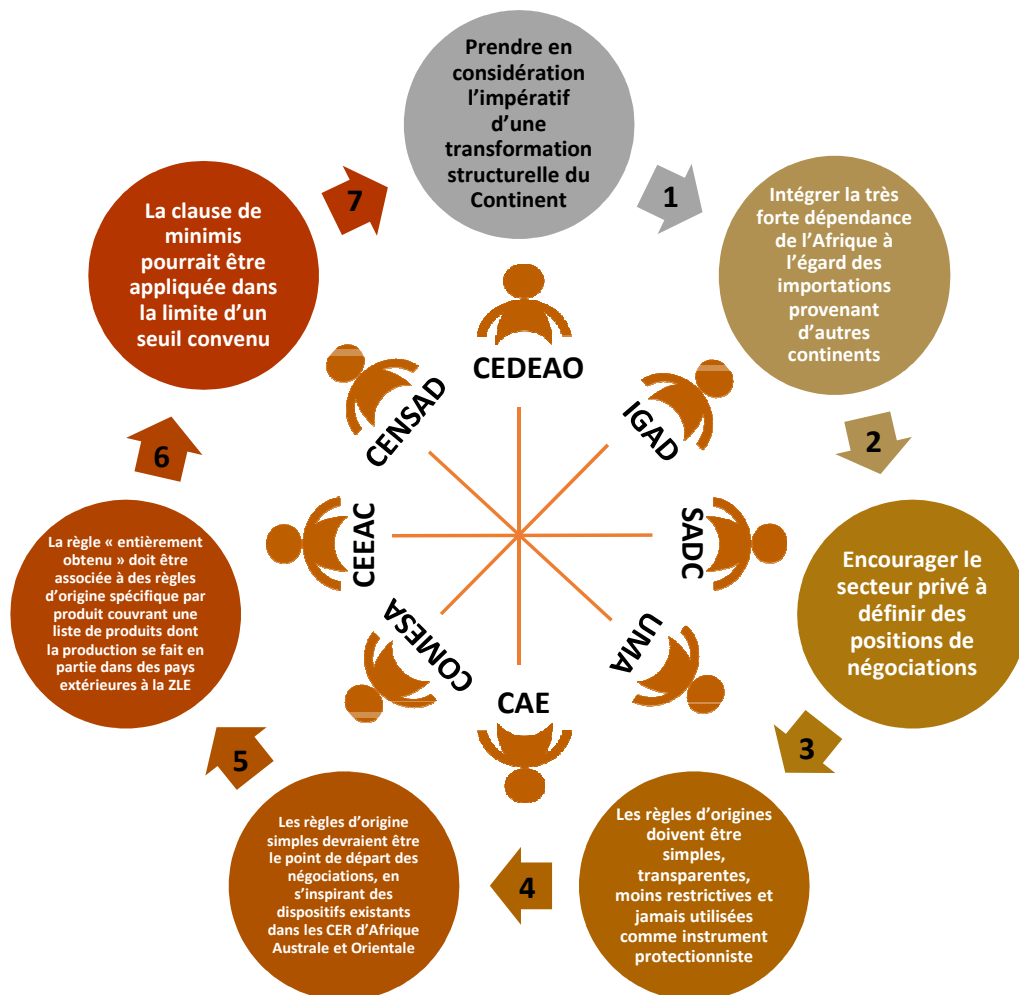 Prendre en
considération
l'impératif
d'une
transformation
structurelle du
Continent
1
Intégrer la très
forte dépendance
de l'Afrique à
l'égard des
importations
provenant
d'autres
continents
2
Encourager le
secteur privé à
définir des
positions de
négociations
3
Les règles d'origines
doivent être
simples,
transparentes,
moins restrictives et
jamais utilisées
comme instrument
protectionniste
4
Les règles d'origine
simples devraient être
le point de départ des
négociations, en
s'inspirant des
dispositifs existants
dans les CER d'Afrique
Australe et Orientale
5
La règle « entièrement
obtenu » doit être
associée à des règles
d'origine spécifique par
produit couvrant une
liste de produits dont
la production se fait en
partie dans des pays
extérieures à la ZLE
6
La clause de
minimis
pourrait être
appliquée dans
la limite d'un
seuil convenu
7
CEDEAO
IGAD
SADC
UMA
CAE
COMESA
CEEAC
CENSAD